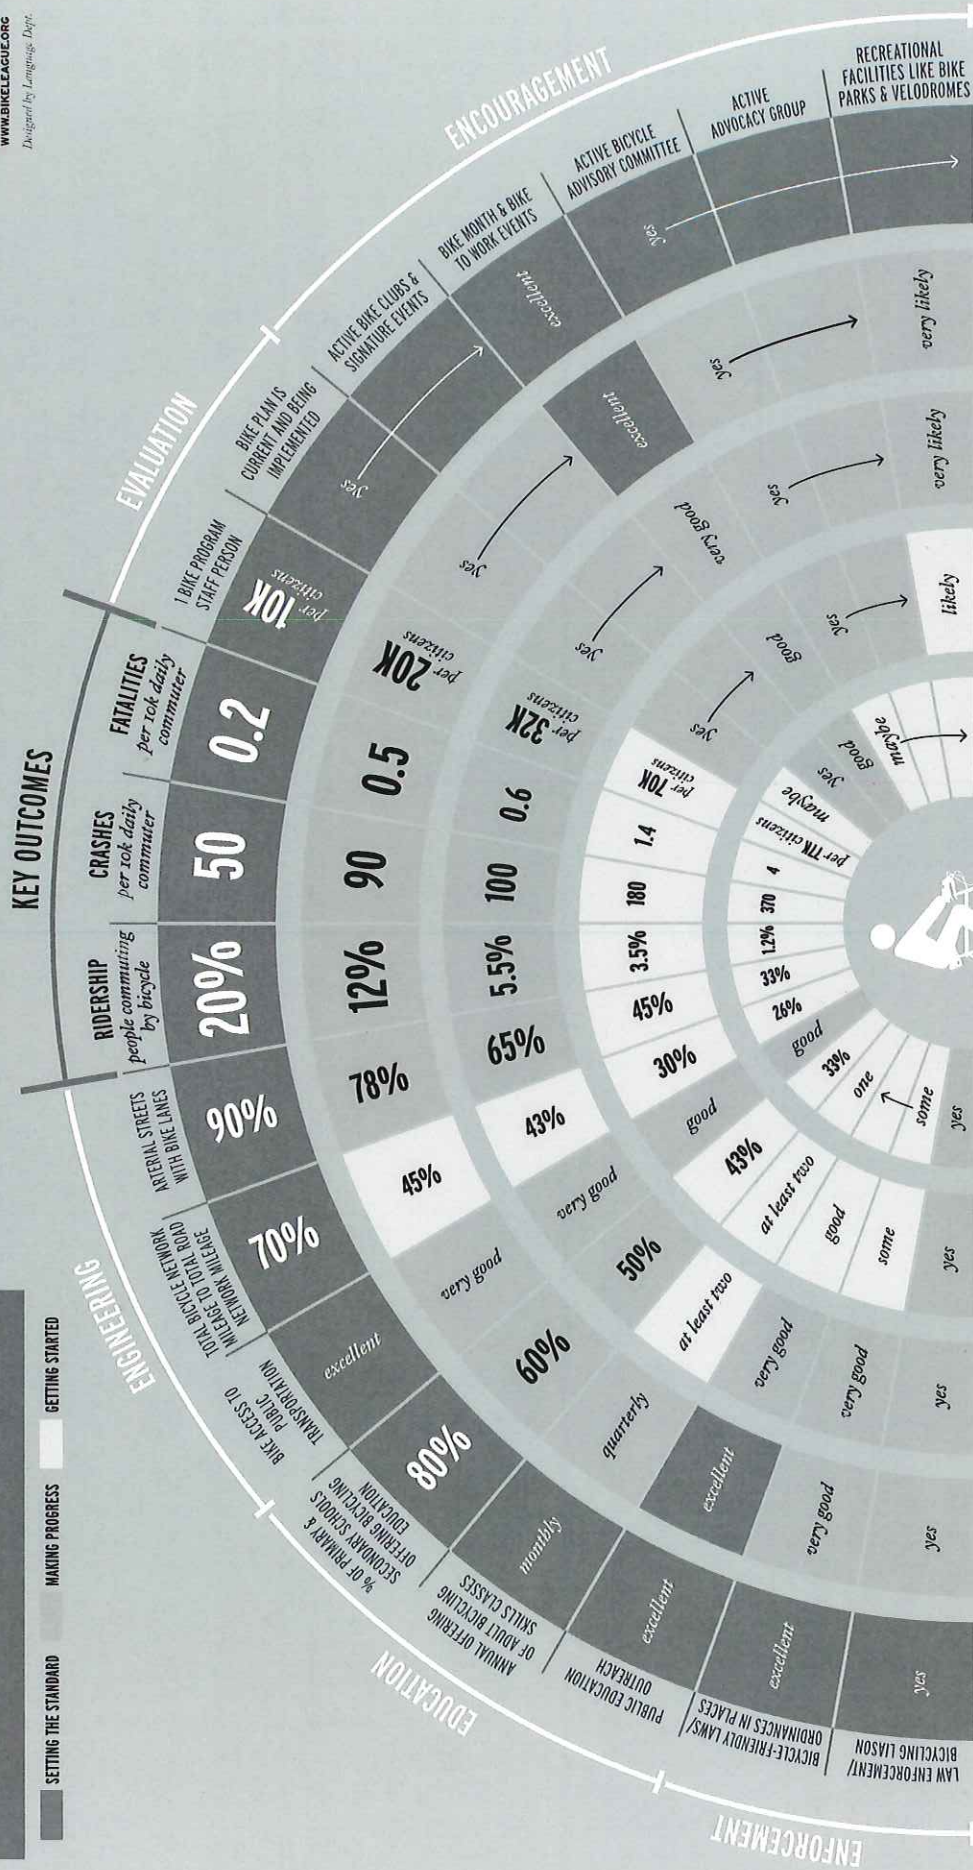 WWW.BIKELEAGUE.ORG
Designed by Language Dept.
SETTING THE STANDARD
MAKING PROGRESS
GETTING STARTED
KEY OUTCOMES
RIDERSHIP
people commuting
by bicycle
CRASHES
per 10k daily
commuter
FATALITIES
per 10k daily
commuter
EVALUATION
1 BIKE PROGRAM
STAFF PERSON
BIKE PLAN IS
CURRENT AND BEING
IMPLEMENTED
ENCOURAGEMENT
ACTIVE BIKE CLUBS &
SIGNATURE EVENTS
BIKE MONTH & BIKE
TO WORK EVENTS
ACTIVE BICYCLE
ADVISORY COMMITTEE
ACTIVE
ADVOCACY GROUP
RECREATIONAL
FACILITIES LIKE BIKE
PARKS & VELODROMES
ENGINEERING
ARTERIAL STREETS
WITH BIKE LANES
TOTAL BICYCLE NETWORK
MILEAGE TO TOTAL ROAD
NETWORK MILEAGE
BIKE ACCESS TO
PUBLIC
TRANSPORTATION
EDUCATION
% OF PRIMARY &
SECONDARY SCHOOLS
OFFERING BICYCLING
EDUCATION
ANNUAL OFFERING
OF ADULT BICYCLING
SKILLS CLASSES
PUBLIC EDUCATION
OUTREACH
ENFORCEMENT
BICYCLE-FRIENDLY LAWS/
ORDINANCES IN PLACES
LAW ENFORCEMENT/
BICYCLING LIASON
yes
excellent
excellent
monthly
80%
excellent
70%
90%
20%
50
0.2
per 10K
citizens
yes
excellent
yes
yes
very good
excellent
quarterly
60%
very good
45%
78%
12%
90
0.5
per 20K
citizens
yes
excellent
yes
very likely
yes
very good
very good
at least two
50%
very good
43%
65%
5.5%
100
0.6
per 32K
citizens
yes
very good
yes
very likely
yes
some
good
at least two
43%
good
30%
45%
3.5%
180
1.4
per 70K
citizens
yes
good
yes
likely
yes
some
one
33%
good
26%
33%
1.2%
370
4
per 77K citizens
maybe
yes
good
maybe